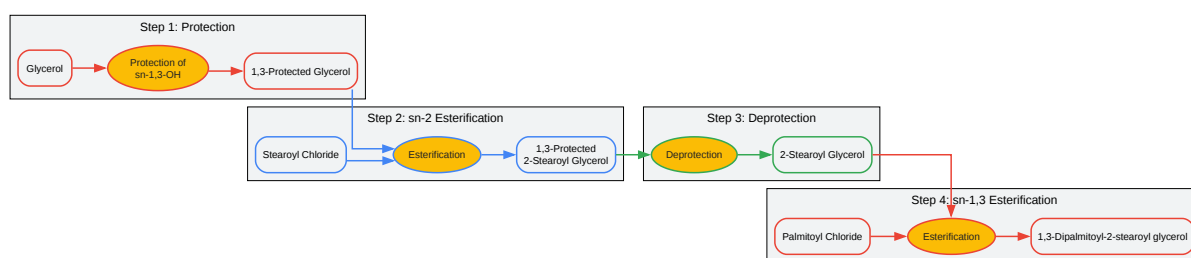 Step 1: Protection
Glycerol
Protection of
sn-1,3-OH
1,3-Protected Glycerol
Step 2: sn-2 Esterification
Stearoyl Chloride
Esterification
1,3-Protected
2-Stearoyl Glycerol
Step 3: Deprotection
Deprotection
2-Stearoyl Glycerol
Step 4: sn-1,3 Esterification
Palmitoyl Chloride
Esterification
1,3-Dipalmitoyl-2-stearoyl glycerol